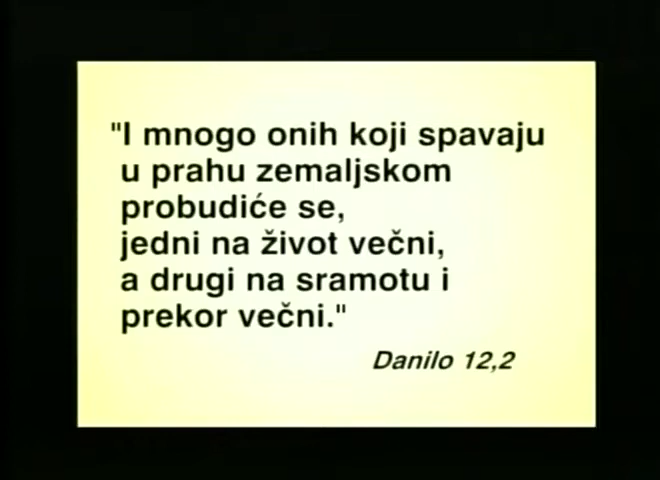 "I mnogo onih koji spavaju
u prahu zemaljskom
probudiće se,
jedni na život večni,
a drugi na sramotu i
prekor večni."
Danilo 12,2